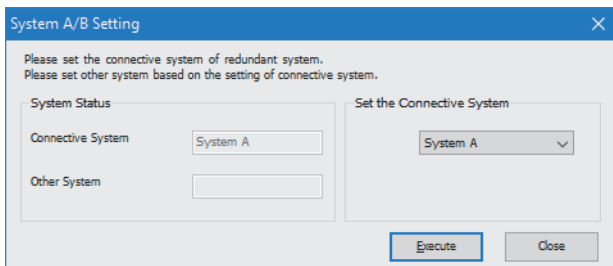 System A/B Setting
Please set the connective system of redundant system.
Please set other system based on the setting of connective system.
System Status
Connective System
System A
Other System
Set the Connective System
System A
Execute
Close